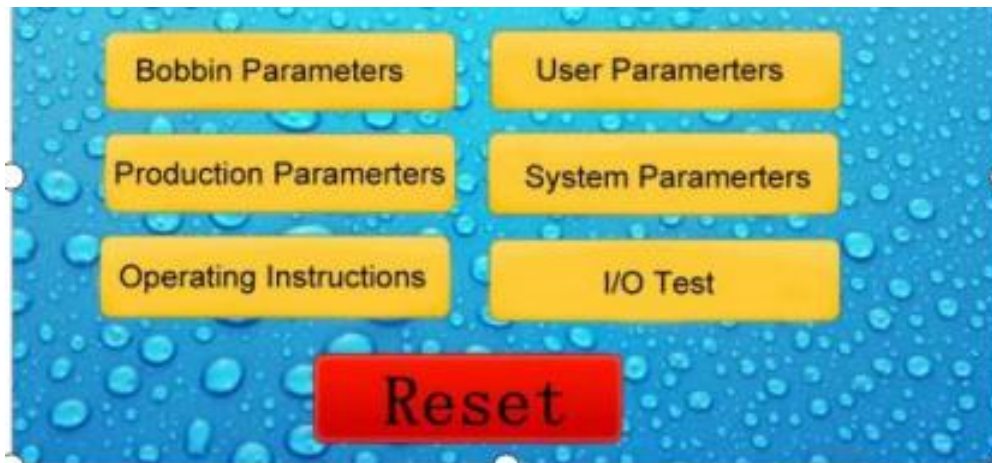 Bobbin Parameters
User Paramerters
Production Paramerters
System Paramerters
Operating Instructions
I/O Test
Reset